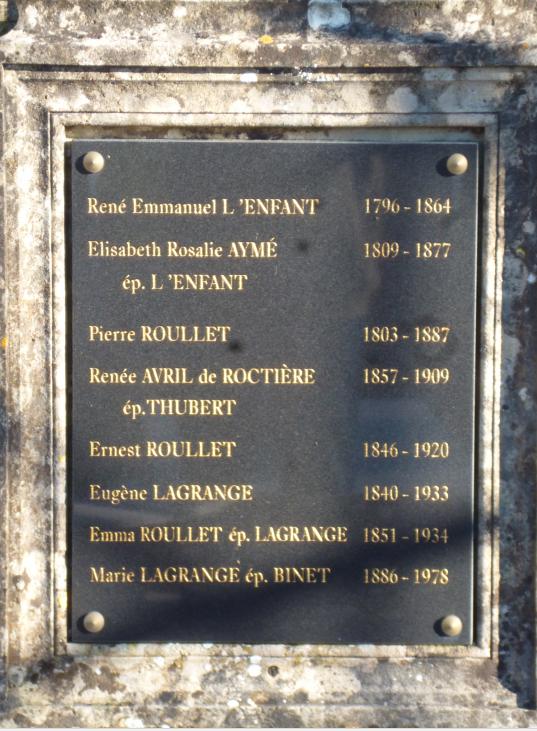 René Emmanuel L 'ENFANT 1796 - 1864
Elisabeth Rosalie AYMÉ 1809 - 1877
ép. L 'ENFANT
Pierre ROULLET 1803 - 1887
Renée AVRIL de ROCTIÈRE 1857 - 1909
ép.THUBERT
Ernest ROULLET 1846 - 1920
Eugène LAGRANGE 1840 - 1933
Emma ROULLET ép. LAGRANGE 1851 - 1934
Marie LAGRANGE ép. BINET 1886 - 1978